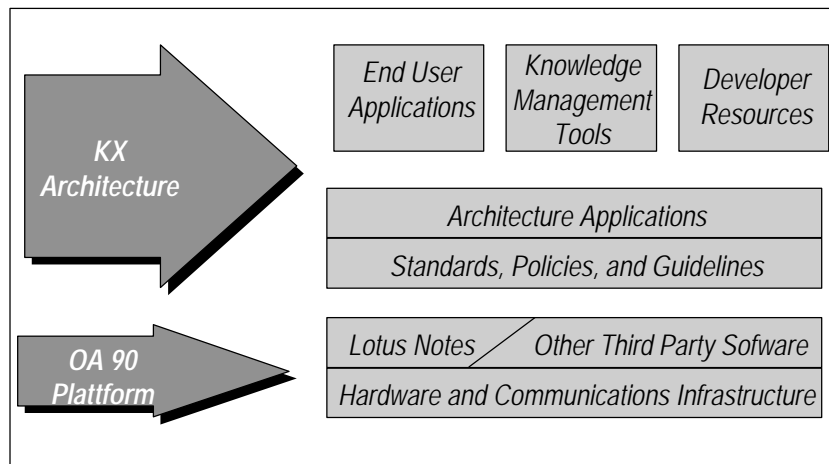 KX
Architecture
End User
Applications
Knowledge
Management
Tools
Developer
Resources
Architecture Applications
Standards, Policies, and Guidelines
OA 90
Plattform
Lotus Notes
Other Third Party Sofware
Hardware and Communications Infrastructure